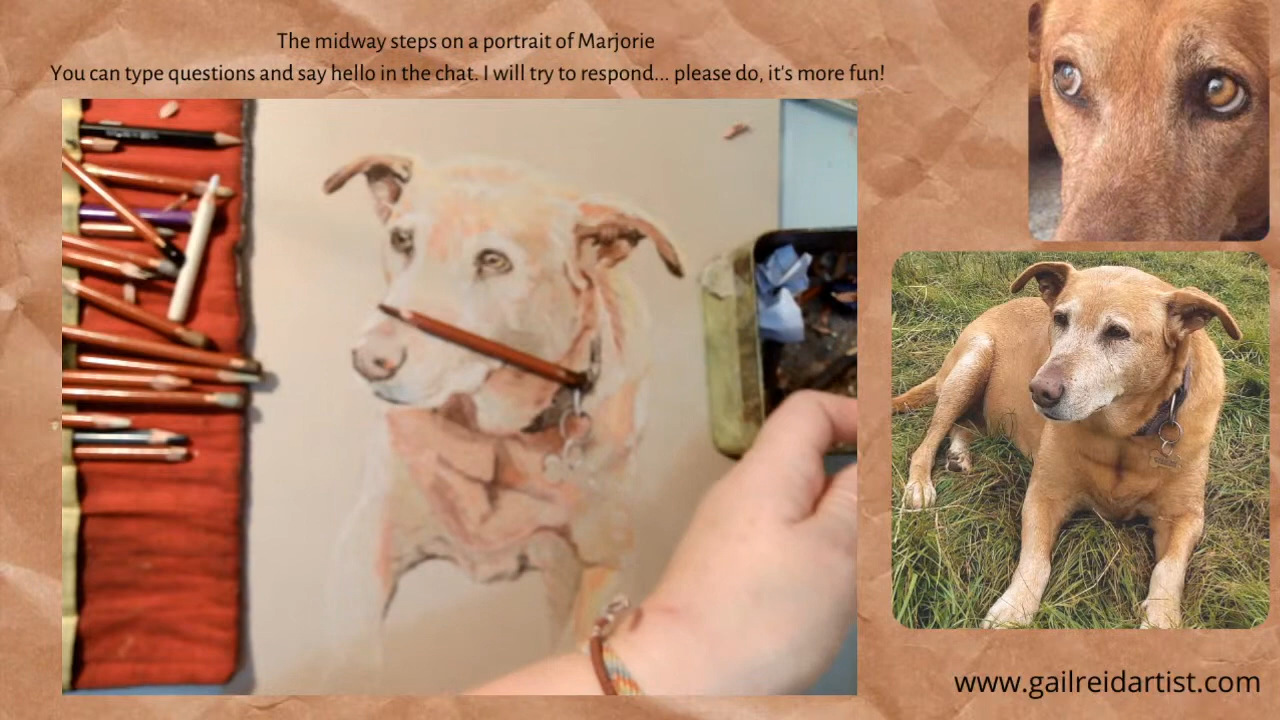 The midway steps on a portrait of Marjorie
You can type questions and say hello in the chat. I will try to respond... please do, it's more fun!
www.gailreidartist.com